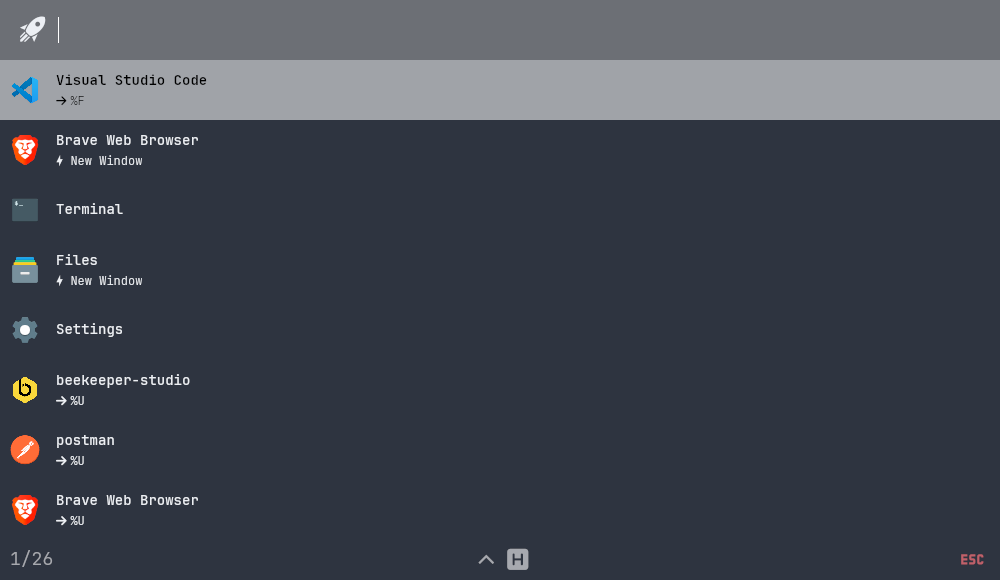 Visual Studio Code
→ %F
Brave Web Browser
New Window
$_
Terminal
Files
New Window
Settings
beekeeper-studio
→ %U
postman
→ %U
Brave Web Browser
→ %U
1/26
H
ESC